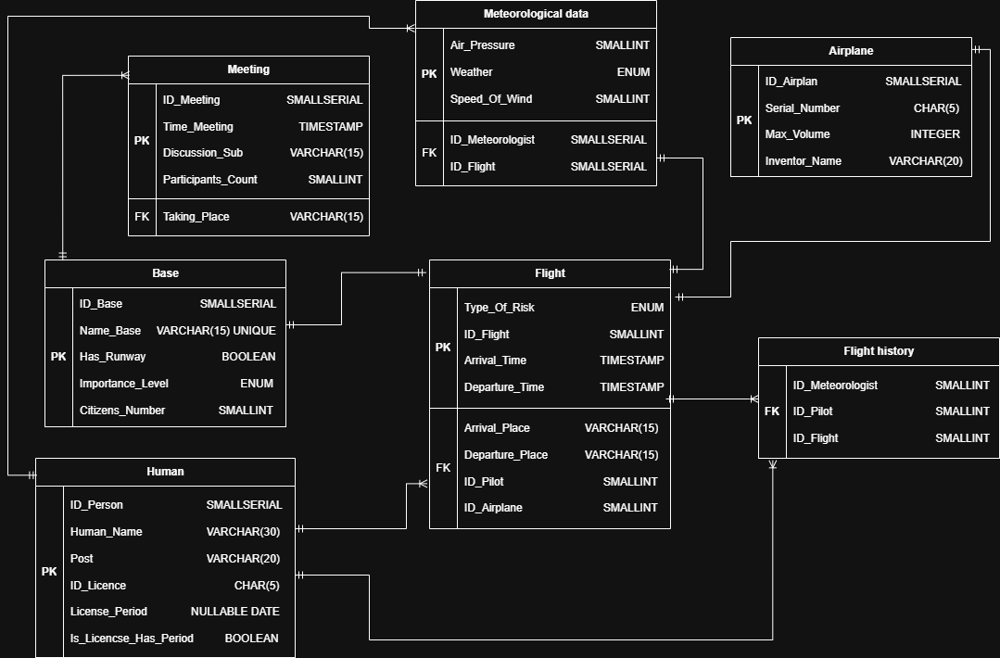 Meteorological data
PK
Air_Pressure SMALLINT
Weather ENUM
Speed_Of_Wind SMALLINT
FK
ID_Meteorologist SMALLSERIAL
ID_Flight SMALLSERIAL
Airplane
PK
ID_Airplan SMALLSERIAL
Serial_Number CHAR(5)
Max_Volume INTEGER
Inventor_Name VARCHAR(20)
Meeting
PK
ID_Meeting SMALLSERIAL
Time_Meeting TIMESTAMP
Discussion_Sub VARCHAR(15)
Participants_Count SMALLINT
FK
Taking_Place VARCHAR(15)
Base
PK
ID_Base SMALLSERIAL
Name_Base VARCHAR(15) UNIQUE
Has_Runway BOOLEAN
Importance_Level ENUM
Citizens_Number SMALLINT
Flight
PK
Type_Of_Risk ENUM
ID_Flight SMALLINT
Arrival_Time TIMESTAMP
Departure_Time TIMESTAMP
FK
Arrival_Place VARCHAR(15)
Departure_Place VARCHAR(15)
ID_Pilot SMALLINT
ID_Airplane SMALLINT
Flight history
FK
ID_Meteorologist SMALLINT
ID_Pilot SMALLINT
ID_Flight SMALLINT
Human
PK
ID_Person SMALLSERIAL
Human_Name VARCHAR(30)
Post VARCHAR(20)
ID_Licence CHAR(5)
License_Period NULLABLE DATE
Is_Licencse_Has_Period BOOLEAN